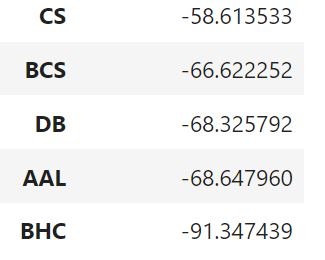 CS -58.613533
BCS -66.622252
DB -68.325792
AAL -68.647960
BHC -91.347439